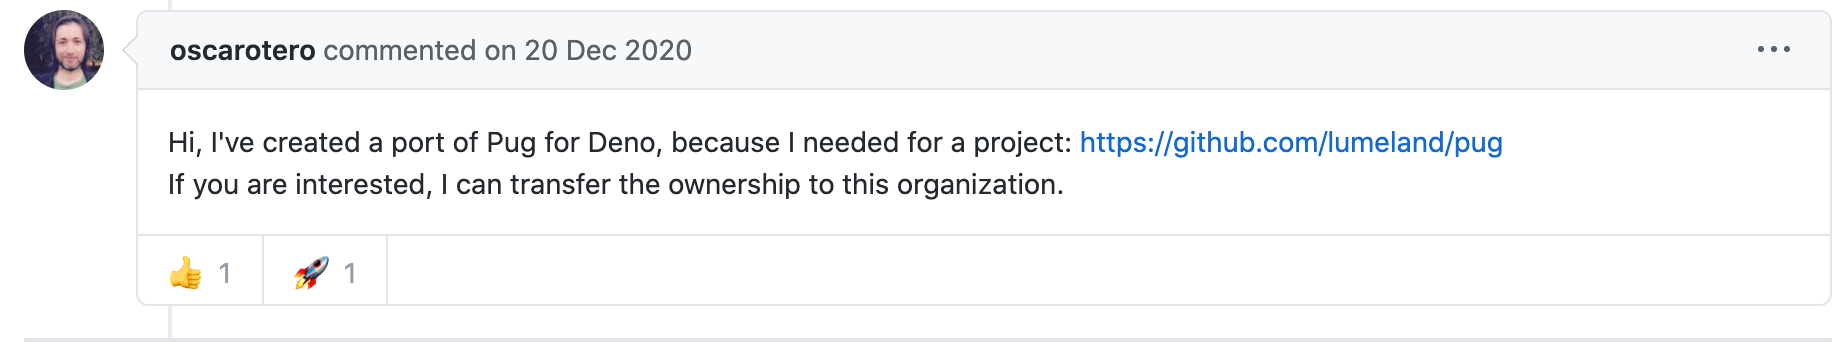 oscarotero commented on 20 Dec 2020
Hi, I've created a port of Pug for Deno, because I needed for a project: https://github.com/lumeland/pug
If you are interested, I can transfer the ownership to this organization.
👍 1 🚀 1